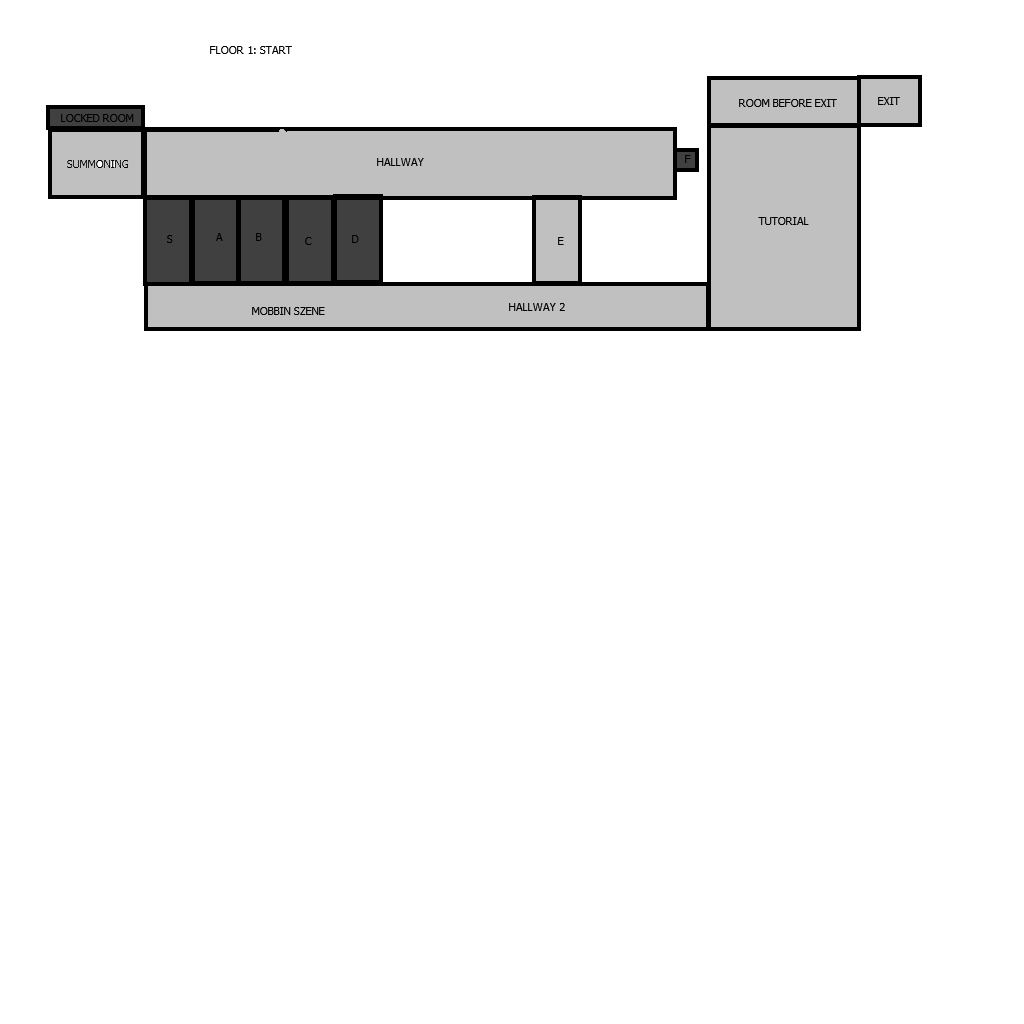 FLOOR 1: START
ROOM BEFORE EXIT
EXIT
LOCKED ROOM
SUMMONING
HALLWAY
F
TUTORIAL
S
A
B
C
D
E
MOBBIN SZENE
HALLWAY 2